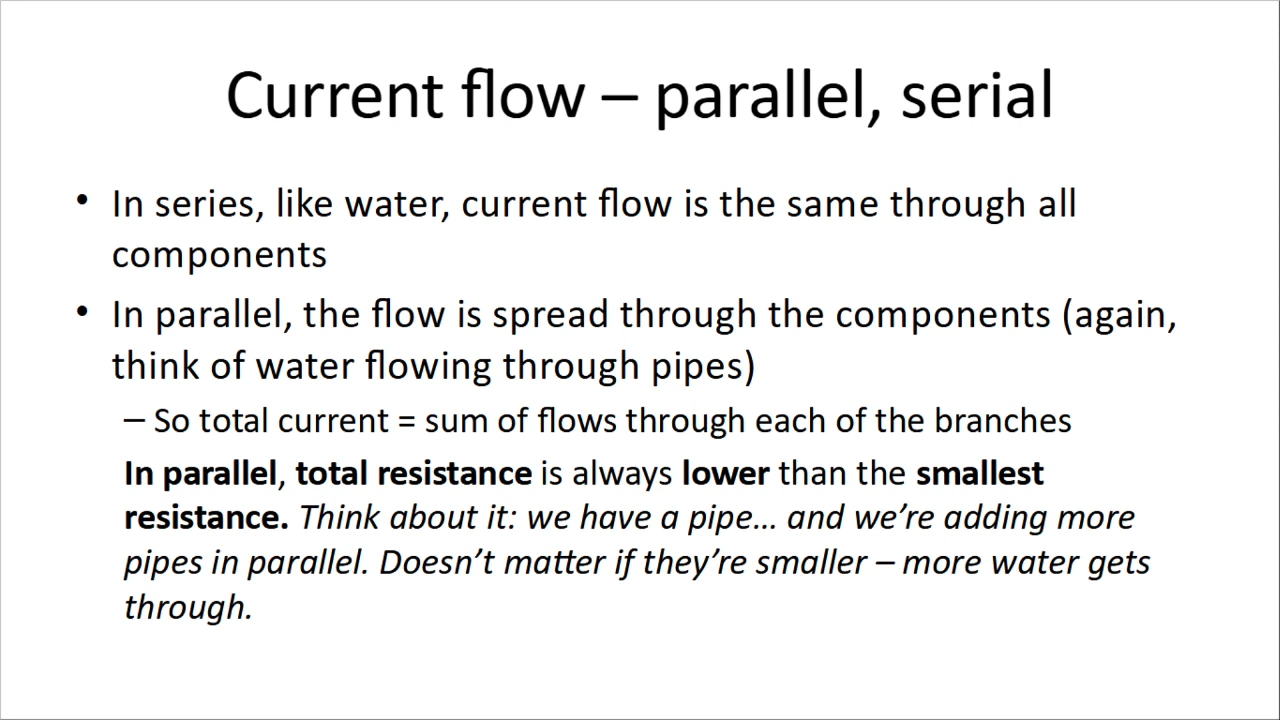 Current flow – parallel, serial
• In series, like water, current flow is the same through all
components
• In parallel, the flow is spread through the components (again,
think of water flowing through pipes)
– So total current = sum of flows through each of the branches
In parallel, total resistance is always lower than the smallest
resistance. Think about it: we have a pipe... and we’re adding more
pipes in parallel. Doesn’t matter if they’re smaller – more water gets
through.